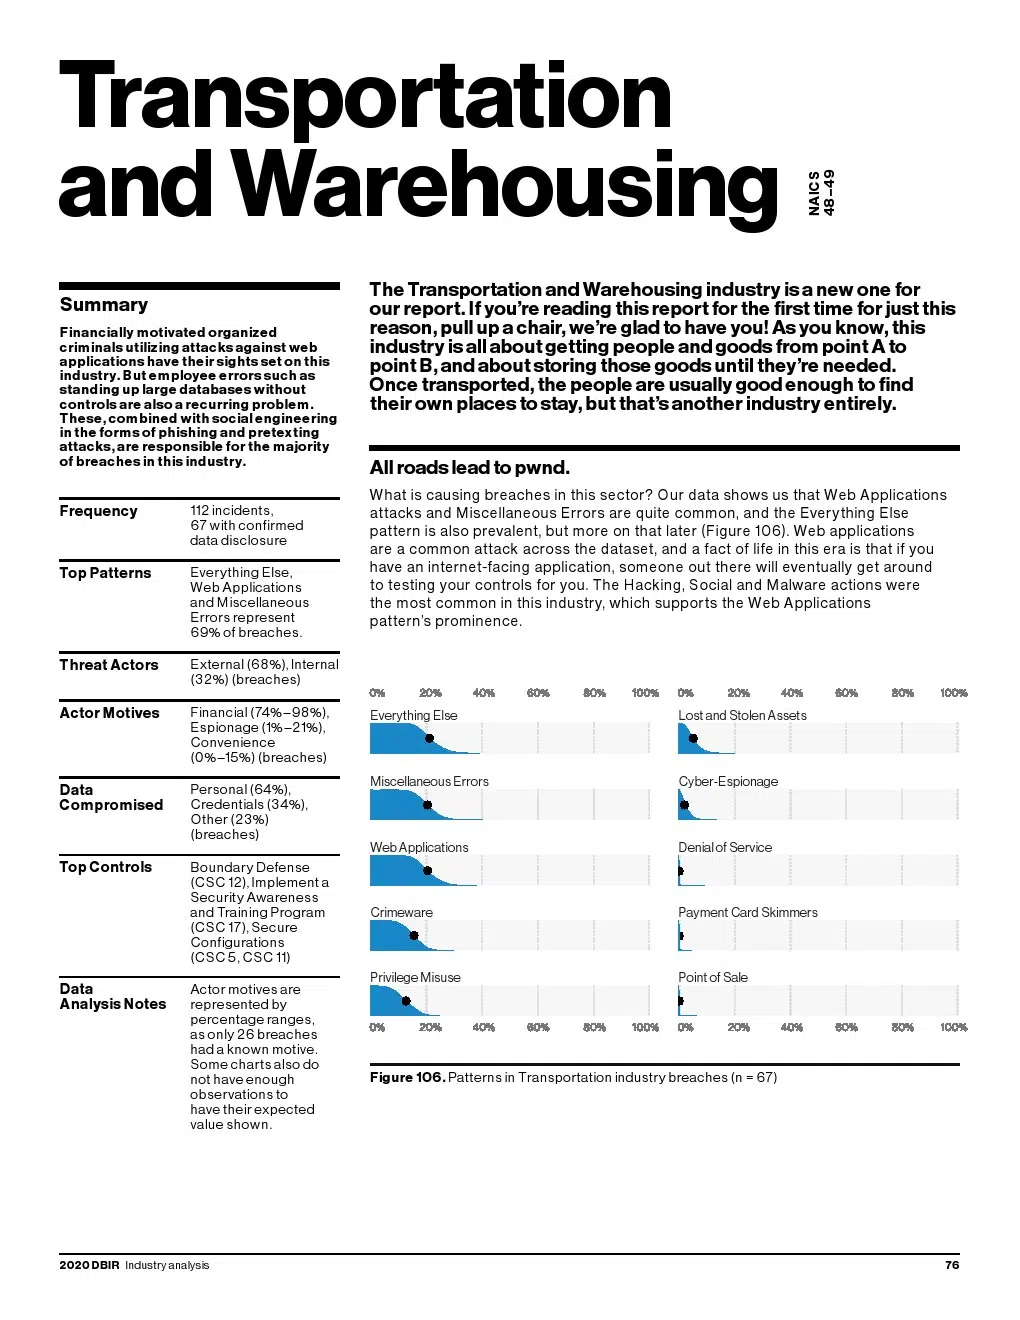 Transportation
and Warehousing
NAICS
48–49
Summary
Financially motivated organized
criminals utilizing attacks against web
applications have their sights set on this
industry. But employee errors such as
standing up large databases without
controls are also a recurring problem.
These, combined with social engineering
in the forms of phishing and pretexting
attacks, are responsible for the majority
of breaches in this industry.
Frequency
112 incidents,
67 with confirmed
data disclosure
Top Patterns
Everything Else,
Web Applications
and Miscellaneous
Errors represent
69% of breaches.
Threat Actors
External (68%), Internal
(32%) (breaches)
Actor Motives
Financial (74%–98%),
Espionage (1%–21%),
Convenience
(0%–15%) (breaches)
Data
Compromised
Personal (64%),
Credentials (34%),
Other (23%)
(breaches)
Top Controls
Boundary Defense
(CSC 12), Implement a
Security Awareness
and Training Program
(CSC 17), Secure
Configurations
(CSC 5, CSC 11)
Data
Analysis Notes
Actor motives are
represented by
percentage ranges,
as only 26 breaches
had a known motive.
Some charts also do
not have enough
observations to
have their expected
value shown.
The Transportation and Warehousing industry is a new one for
our report. If you're reading this report for the first time for just this
reason, pull up a chair, we're glad to have you! As you know, this
industry is all about getting people and goods from point A to
point B, and about storing those goods until they're needed.
Once transported, the people are usually good enough to find
their own places to stay, but that's another industry entirely.
All roads lead to pwnd.
What is causing breaches in this sector? Our data shows us that Web Applications
attacks and Miscellaneous Errors are quite common, and the Everything Else
pattern is also prevalent, but more on that later (Figure 106). Web applications
are a common attack across the dataset, and a fact of life in this era is that if you
have an internet-facing application, someone out there will eventually get around
to testing your controls for you. The Hacking, Social and Malware actions were
the most common in this industry, which supports the Web Applications
pattern's prominence.
0% 20% 40% 60% 80% 100%
Everything Else
Miscellaneous Errors
Web Applications
Crimeware
Privilege Misuse
0% 20% 40% 60% 80% 100%
0% 20% 40% 60% 80% 100%
Lost and Stolen Assets
Cyber-Espionage
Denial of Service
Payment Card Skimmers
Point of Sale
0% 20% 40% 60% 80% 100%
Figure 106. Patterns in Transportation industry breaches (n = 67)
2020 DBIR Industry analysis
76